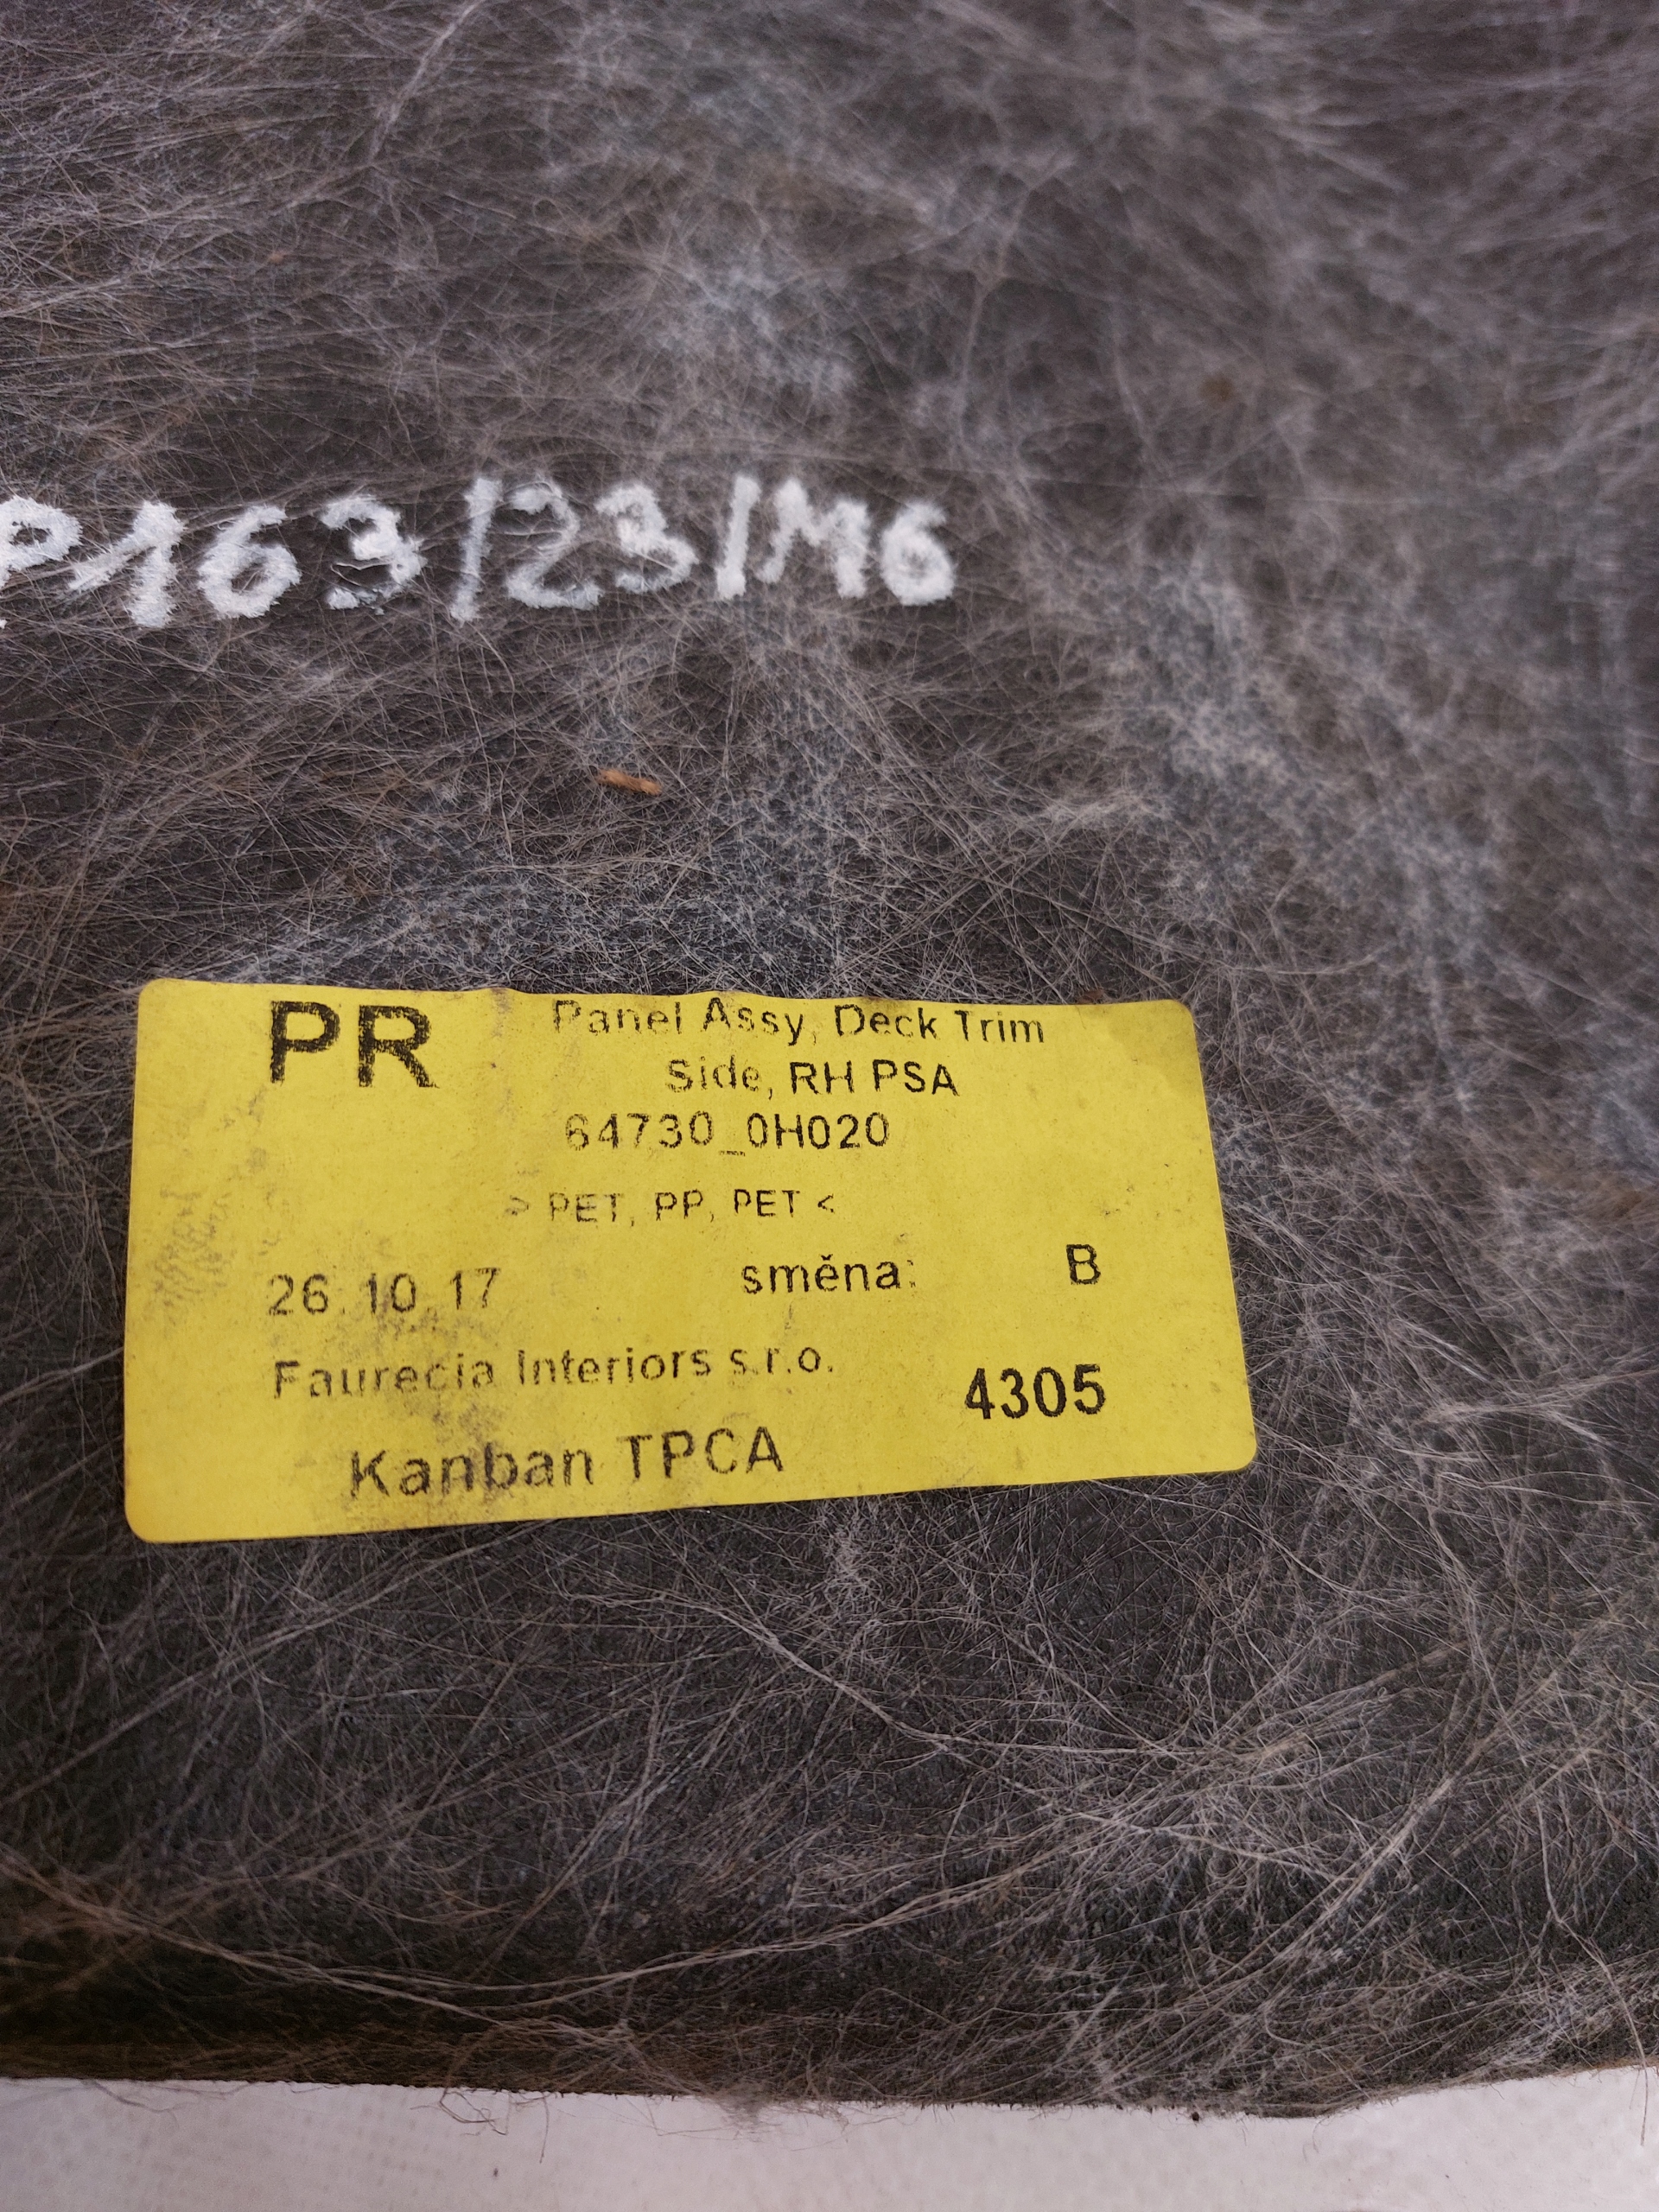 P163/23/M6
PR
Panel Assy, Deck Trim
Side, RH PSA
64730_0H020
> PET, PP, PET <
26.10.17 směna: B
Faurecia Interiors s.r.o.
4305
Kanban TPCA